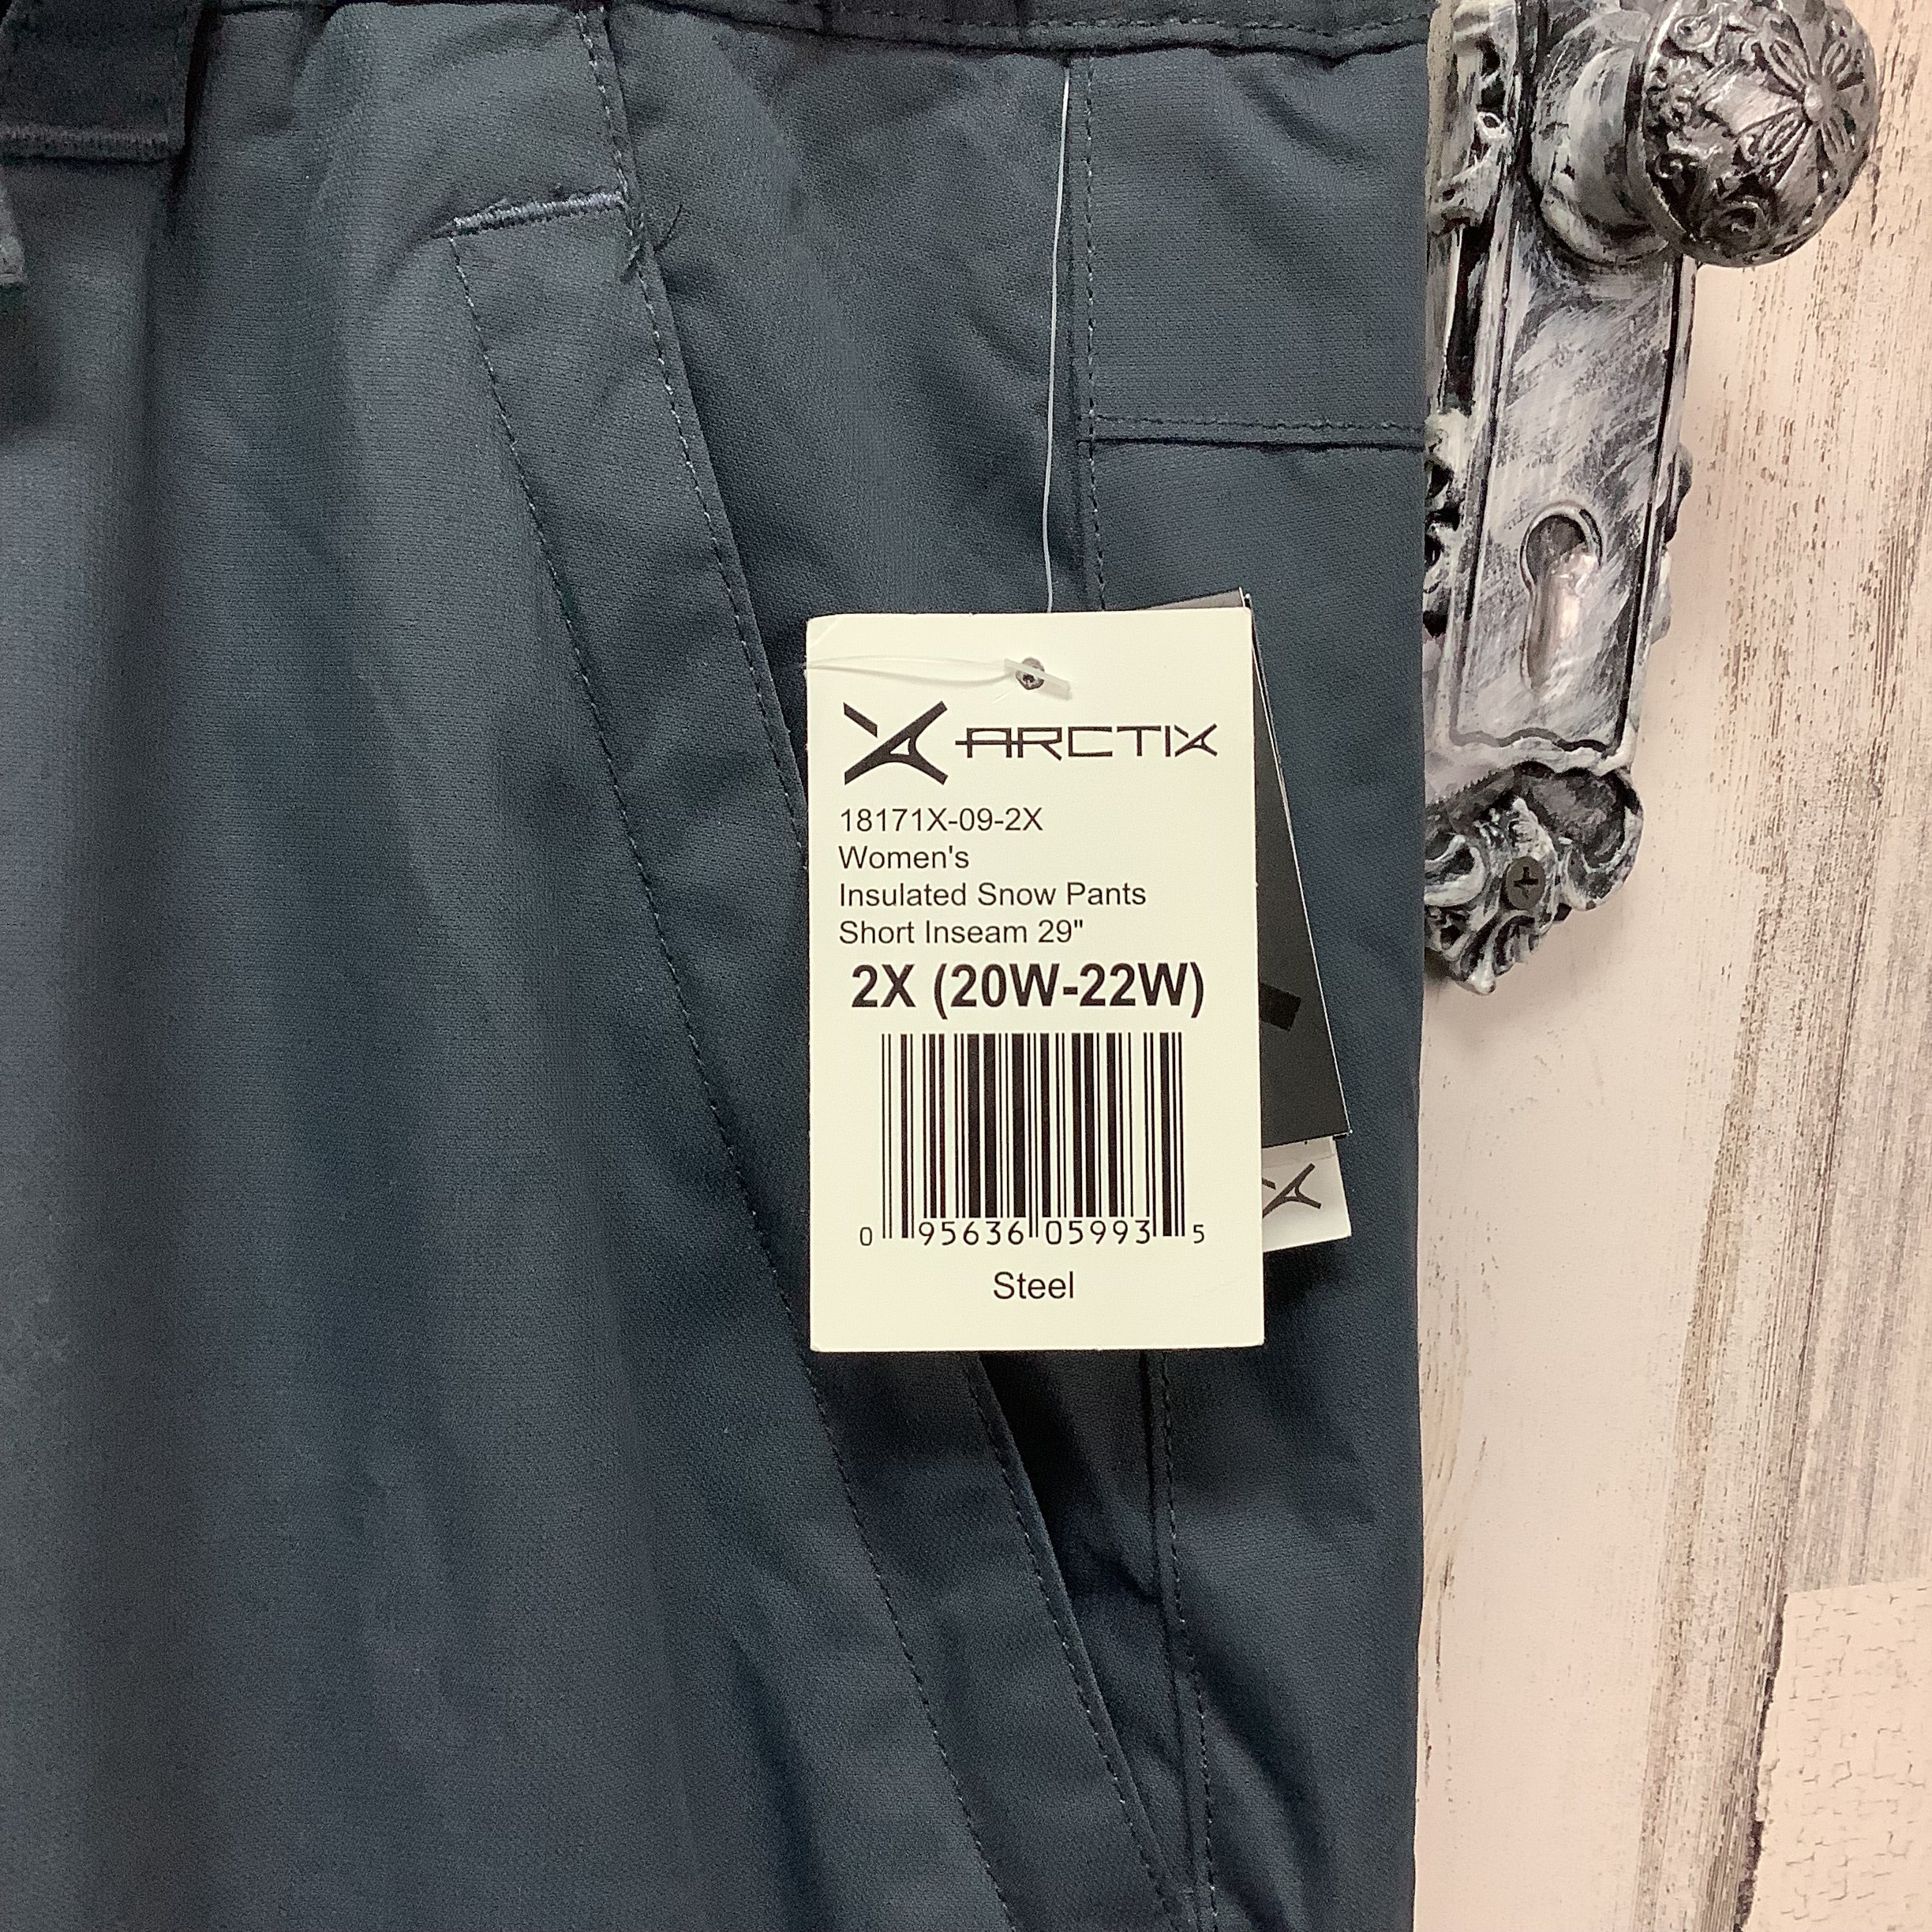 ARCTIX
18171X-09-2X
Women's
Insulated Snow Pants
Short Inseam 29"
2X (20W-22W)
0 95636 05993 5
Steel